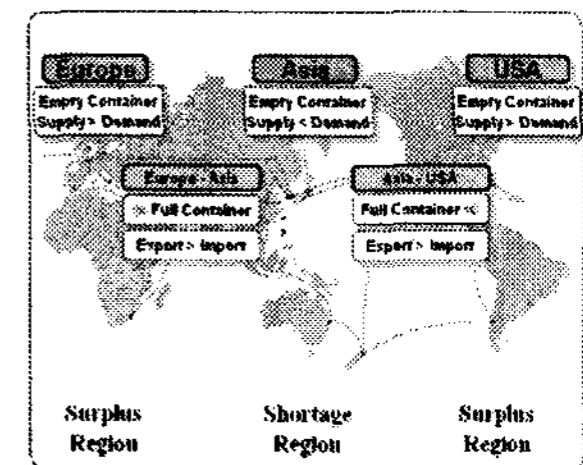 Europe
Empty Container
Supply > Demand
Asia
Empty Container
Supply < Demand
USA
Empty Container
Supply > Demand
Europe - Asia
Full Container
Export > Import
Asia - USA
Full Container
Export > Import
Surplus
Region
Shortage
Region
Surplus
Region